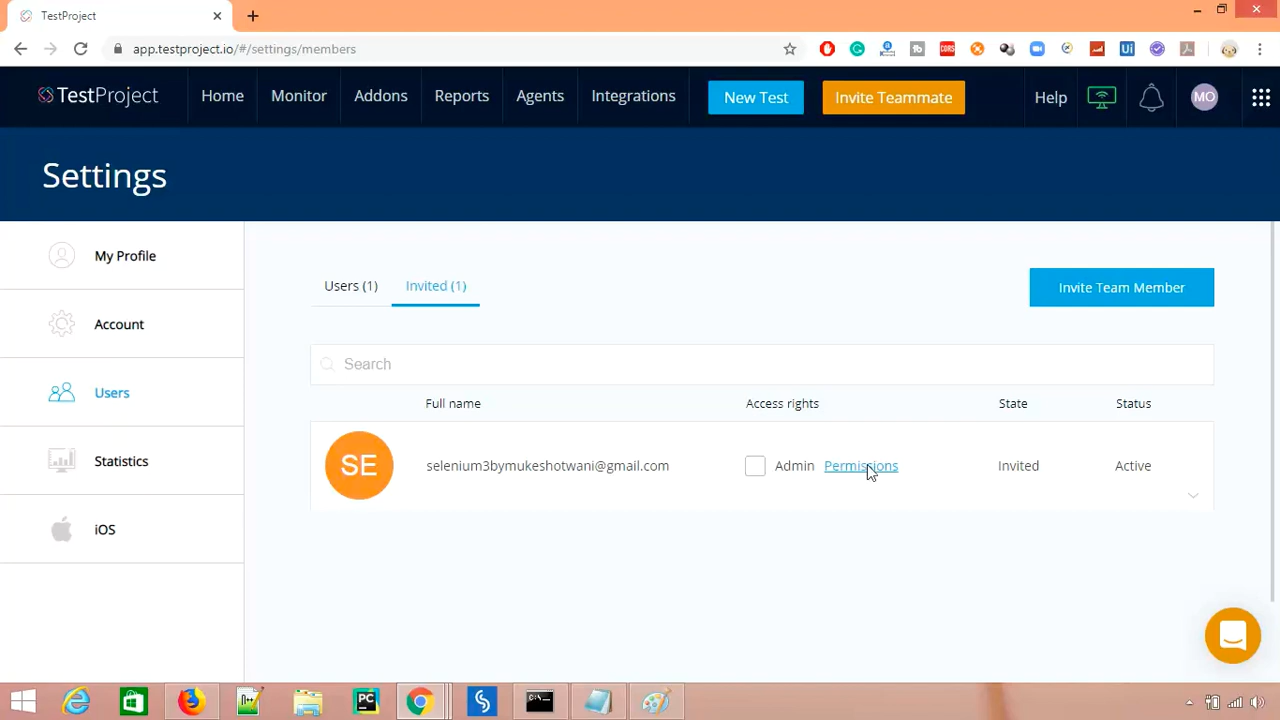 TestProject
app.testproject.io/#/settings/members
TestProject
Home
Monitor
Addons
Reports
Agents
Integrations
New Test
Invite Teammate
Help
MO
Settings
My Profile
Account
Users
Statistics
iOS
Users (1)
Invited (1)
Invite Team Member
Search
Full name
Access rights
State
Status
SE
selenium3bymukeshotwani@gmail.com
Admin
Permissions
Invited
Active